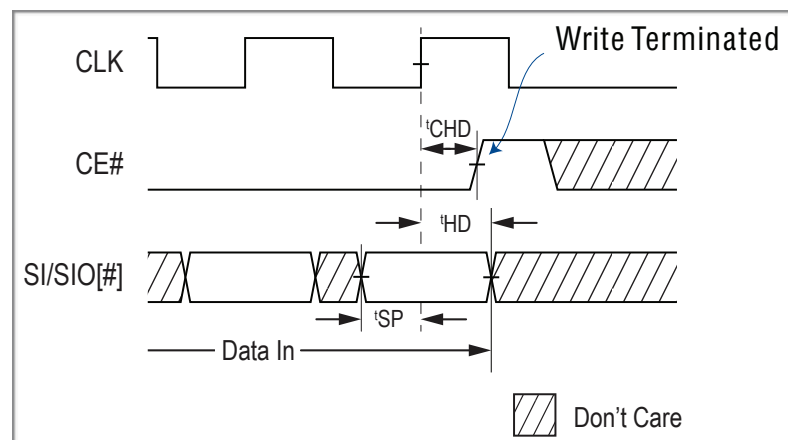 Write Terminated
CLK
tCHD
CE#
tHD
SI/SIO[#]
tSP
Data In
Don't Care